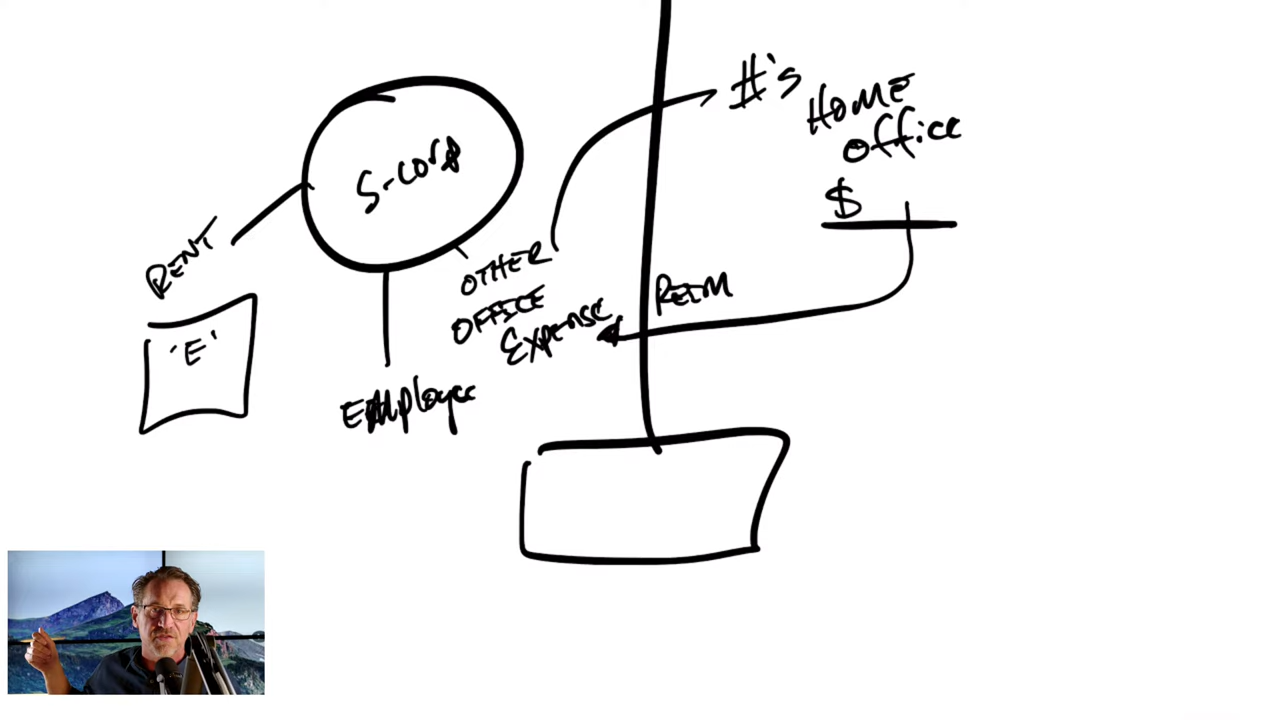 S-corp
RENT
'E'
Employee
OTHER
OFFICE
Expense
#'s
HOME
office
$
REIM